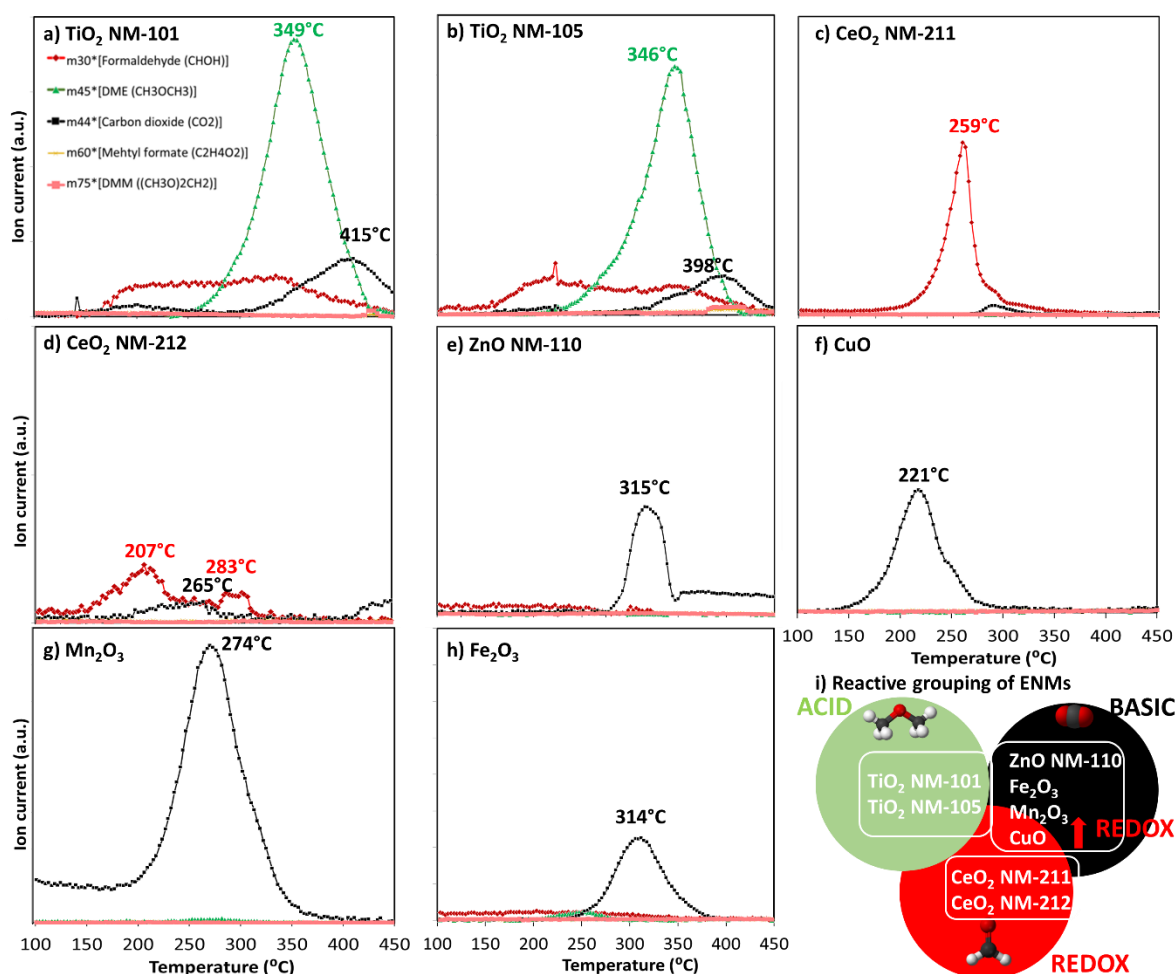 a) TiO₂ NM-101
349°C
m30*[Formaldehyde (CHOH)]
m45*[DME (CH3OCH3)]
m44*[Carbon dioxide (CO2)]
m60*[Mehtyl formate (C2H4O2)]
m75*[DMM ((CH3O)2CH2)]
415°C
Ion current (a.u.)
b) TiO₂ NM-105
346°C
398°C
c) CeO₂ NM-211
259°C
d) CeO₂ NM-212
207°C
283°C
265°C
Ion current (a.u.)
e) ZnO NM-110
315°C
f) CuO
221°C
100 150 200 250 300 350 400 450
Temperature (°C)
g) Mn₂O₃
274°C
Ion current (a.u.)
100 150 200 250 300 350 400 450
Temperature (°C)
h) Fe₂O₃
314°C
100 150 200 250 300 350 400 450
Temperature (°C)
i) Reactive grouping of ENMs
ACID
BASIC
TiO₂ NM-101
TiO₂ NM-105
ZnO NM-110
Fe₂O₃
Mn₂O₃
CuO
REDOX
CeO₂ NM-211
CeO₂ NM-212
REDOX